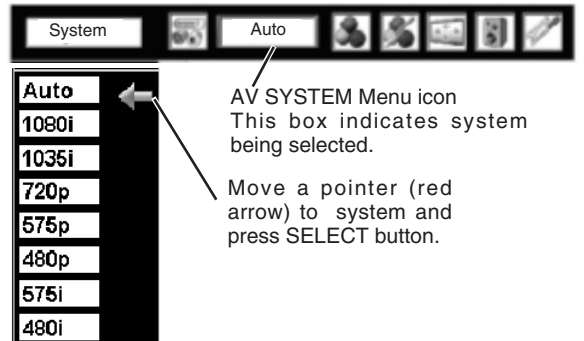 System
Auto
Auto
1080i
1035i
720p
575p
480p
575i
480i
AV SYSTEM Menu icon
This box indicates system
being selected.
Move a pointer (red
arrow) to system and
press SELECT button.